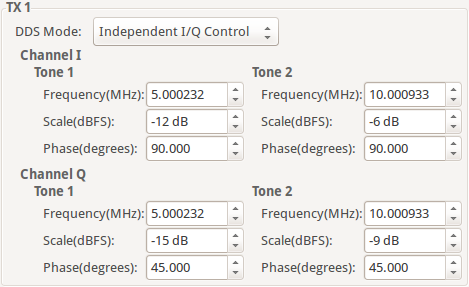 TX 1
DDS Mode: Independent I/Q Control
Channel I
Tone 1 Tone 2
Frequency(MHz): 5.000232 Frequency(MHz): 10.000933
Scale(dBFS): -12 dB Scale(dBFS): -6 dB
Phase(degrees): 90.000 Phase(degrees): 90.000
Channel Q
Tone 1 Tone 2
Frequency(MHz): 5.000232 Frequency(MHz): 10.000933
Scale(dBFS): -15 dB Scale(dBFS): -9 dB
Phase(degrees): 45.000 Phase(degrees): 45.000